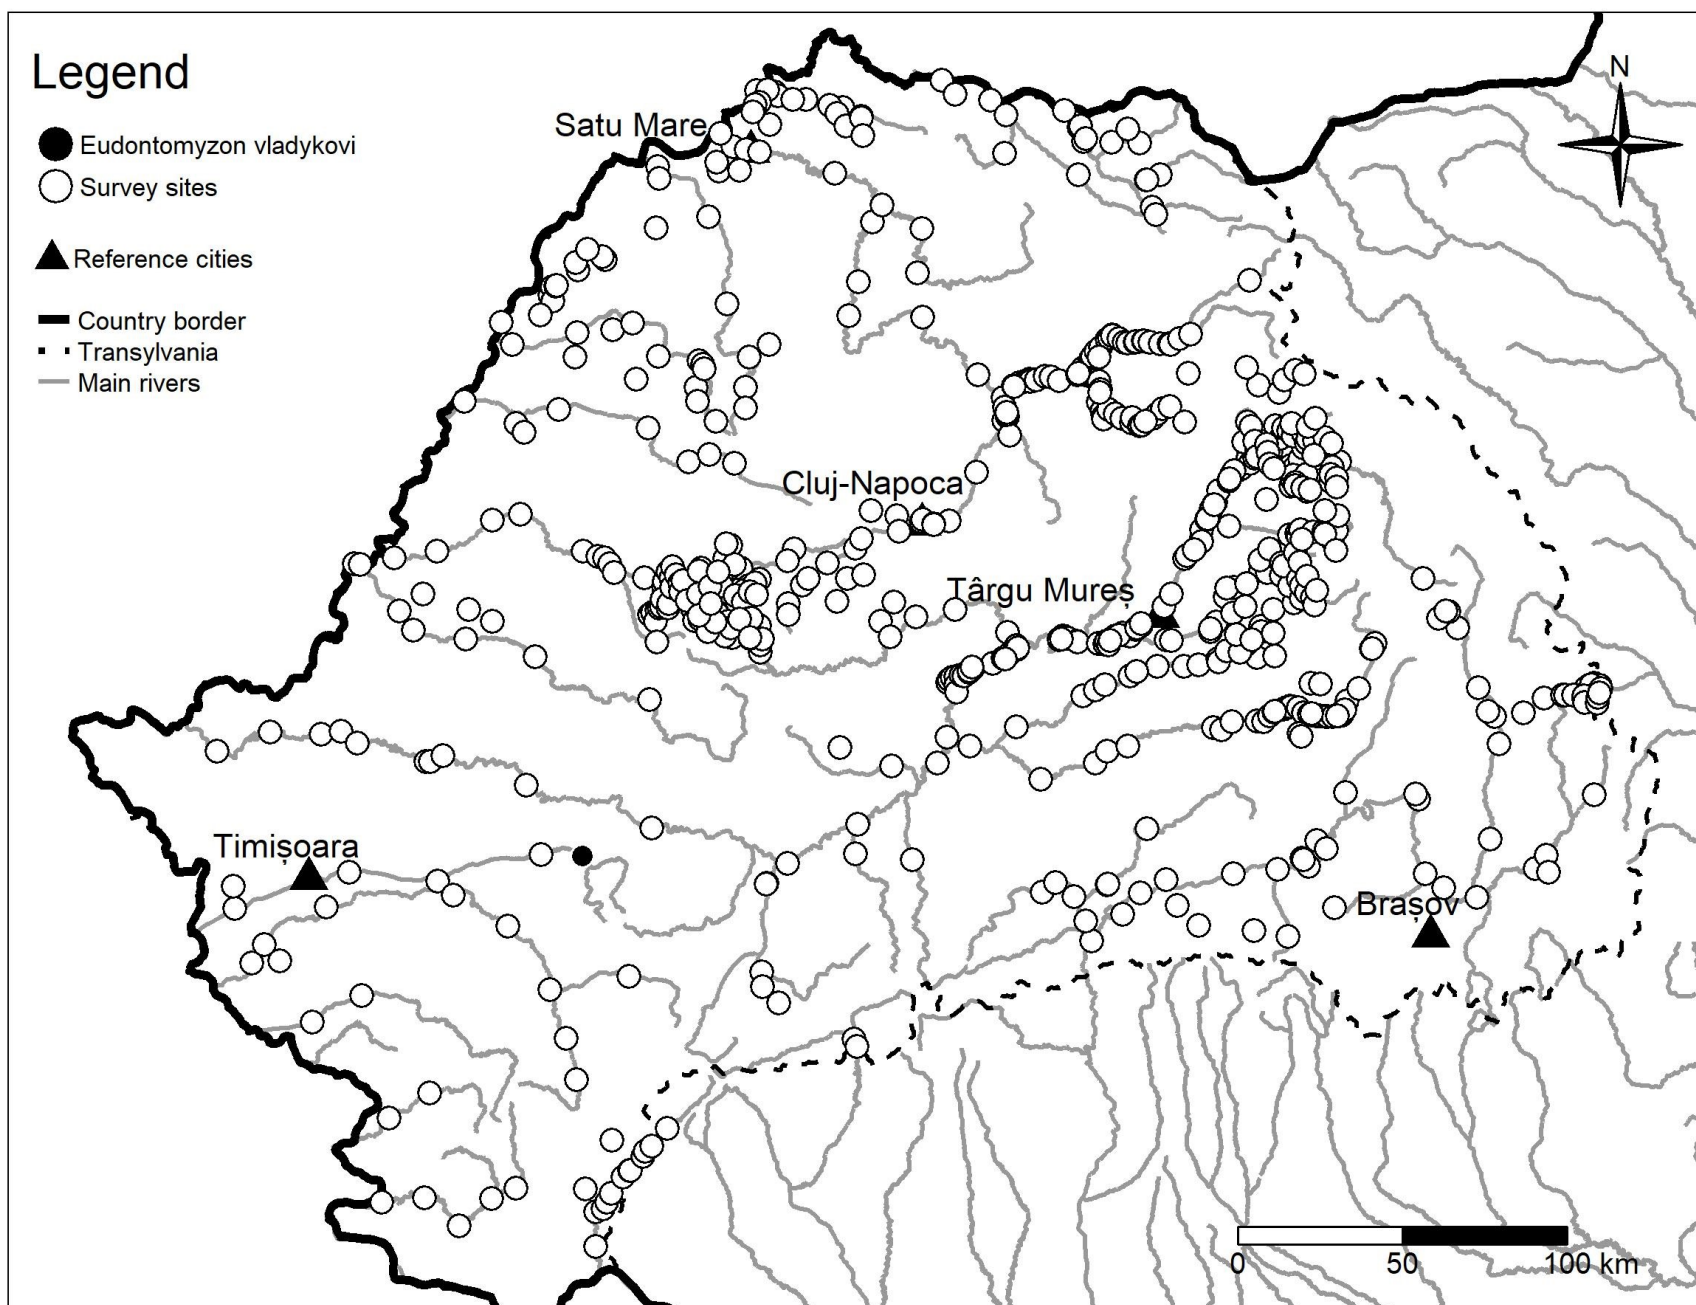 Legend
Eudontomyzon vladykovi
Survey sites
Reference cities
Country border
Transylvania
Main rivers
N
Satu Mare
Cluj-Napoca
Târgu Mureș
Timișoara
Brașov
0 50 100 km